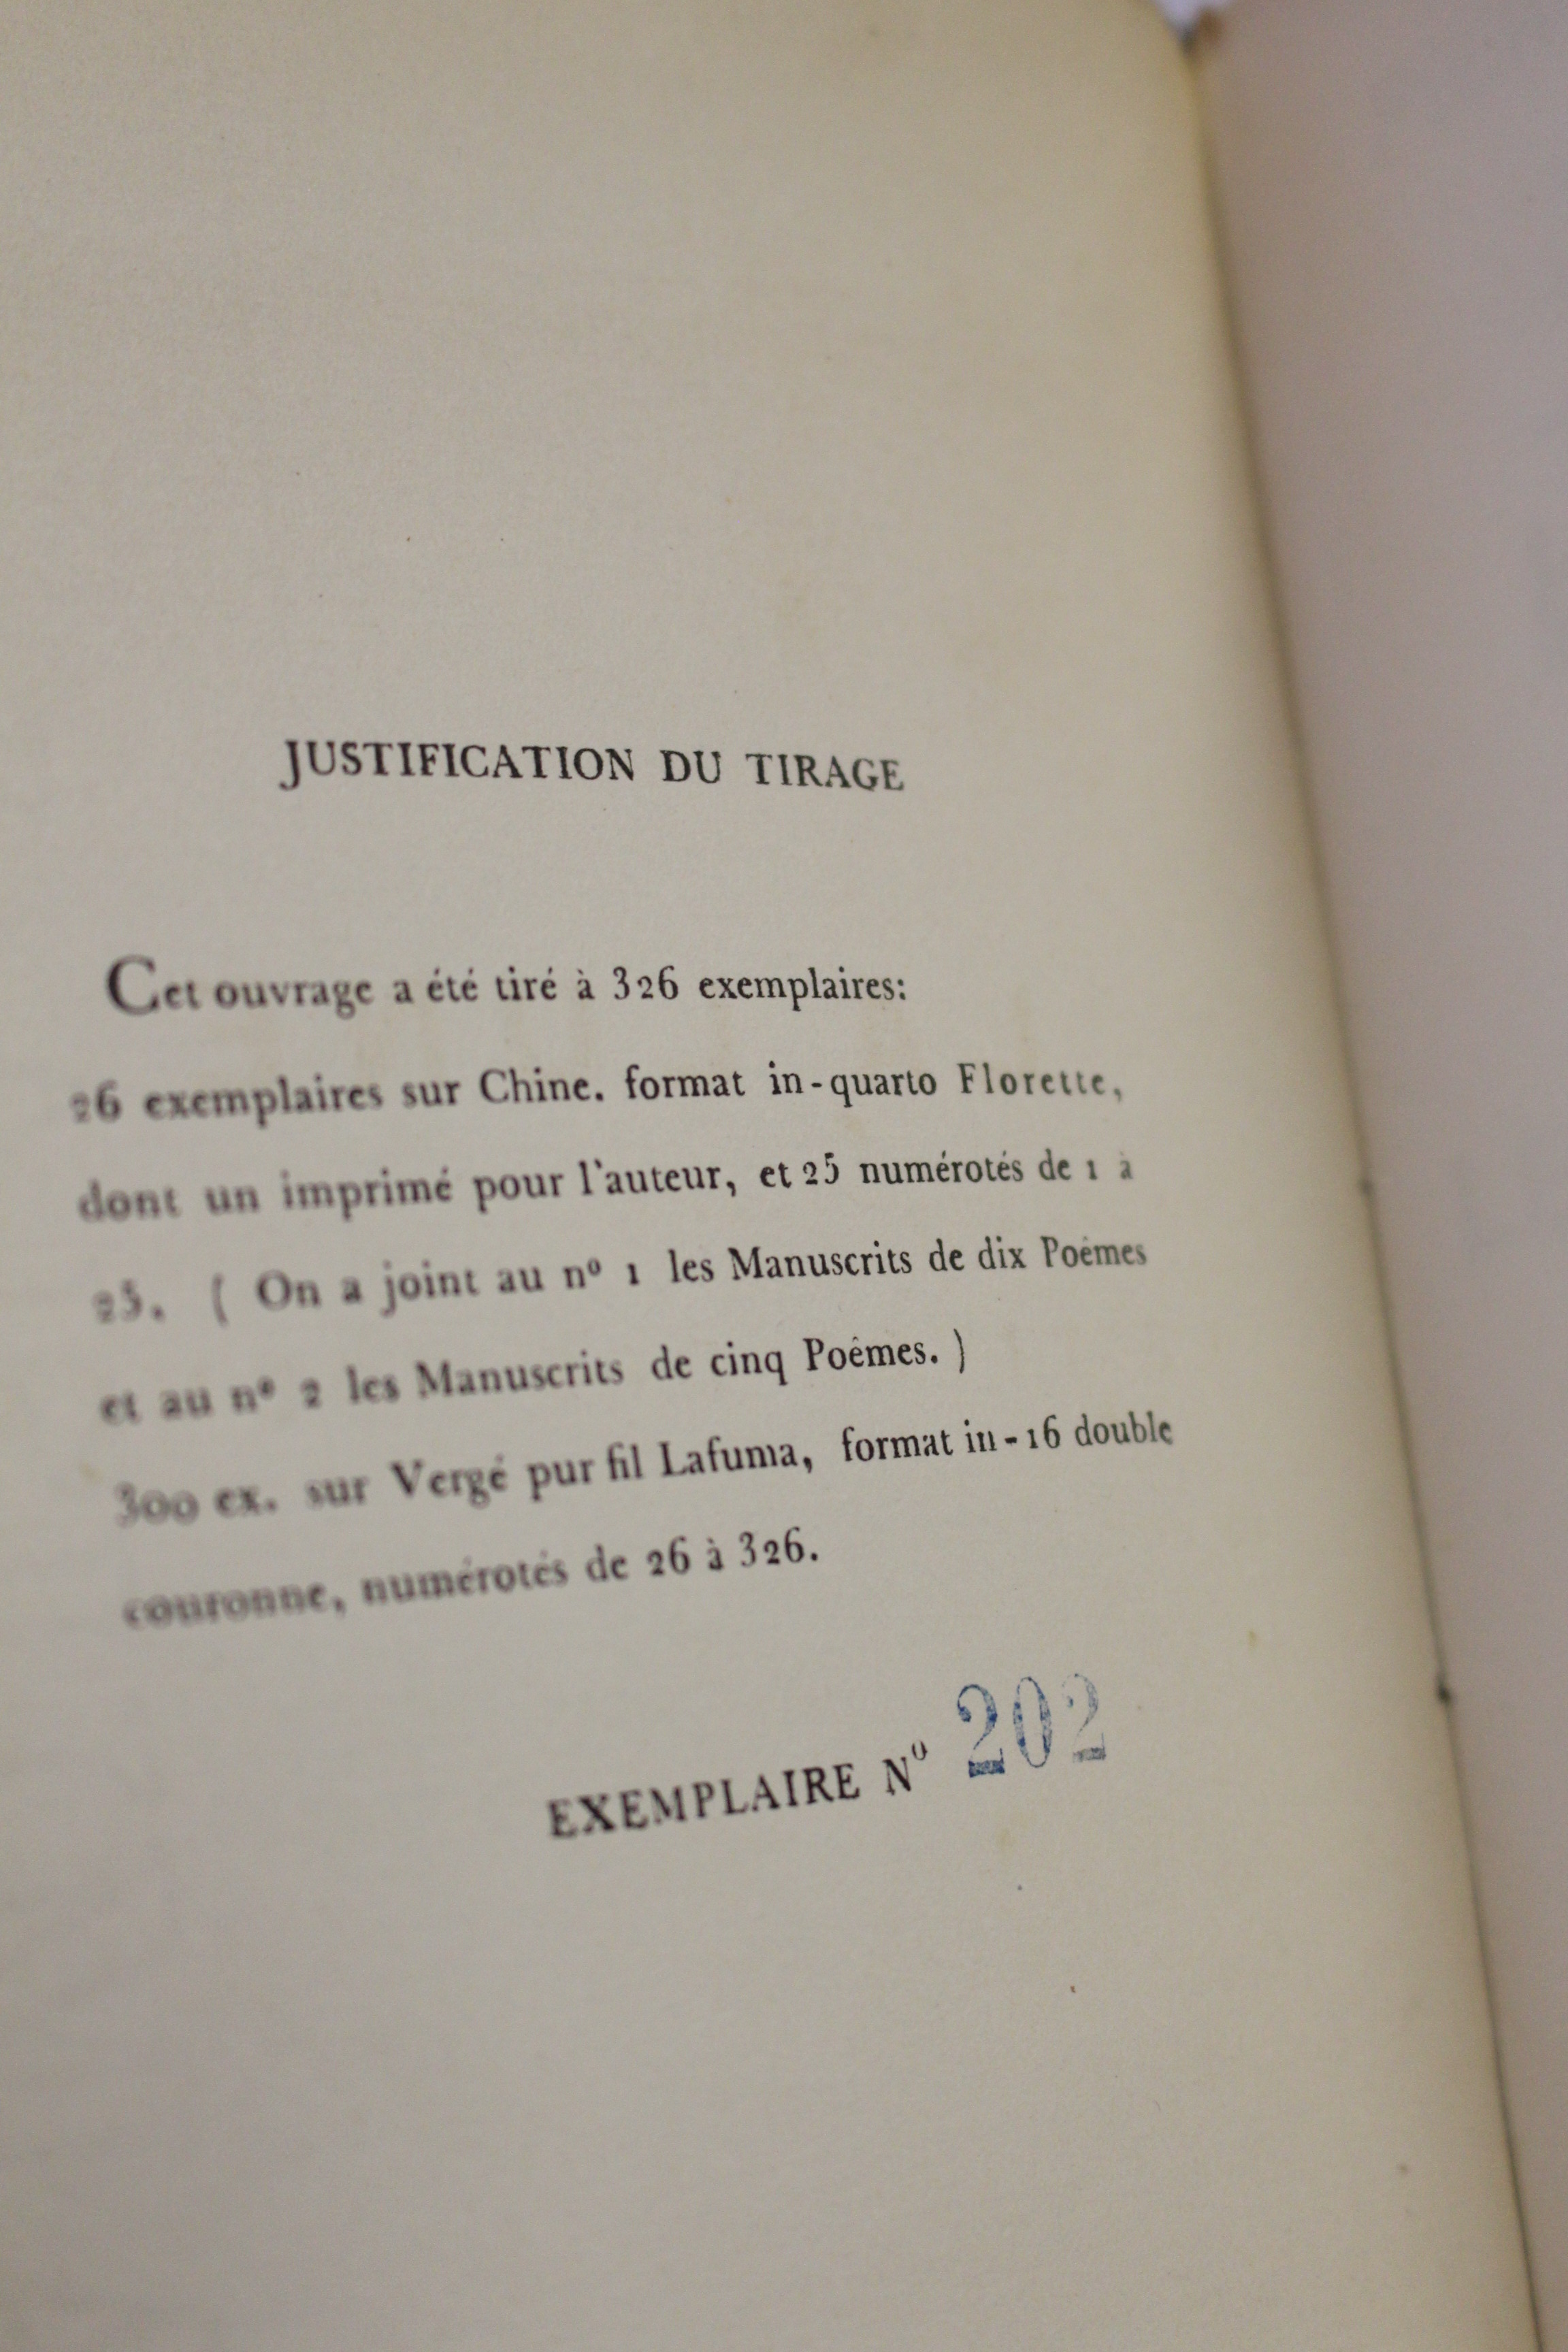 JUSTIFICATION DU TIRAGE
Cet ouvrage a été tiré à 326 exemplaires:
26 exemplaires sur Chine. format in-quarto Florette,
dont un imprimé pour l'auteur, et 25 numérotés de 1 à
25. ( On a joint au nº 1 les Manuscrits de dix Poêmes
et au nº 2 les Manuscrits de cinq Poêmes. )
300 ex. sur Vergé pur fil Lafuma, format in-16 double
couronne, numérotés de 26 à 326.
EXEMPLAIRE Nº 202